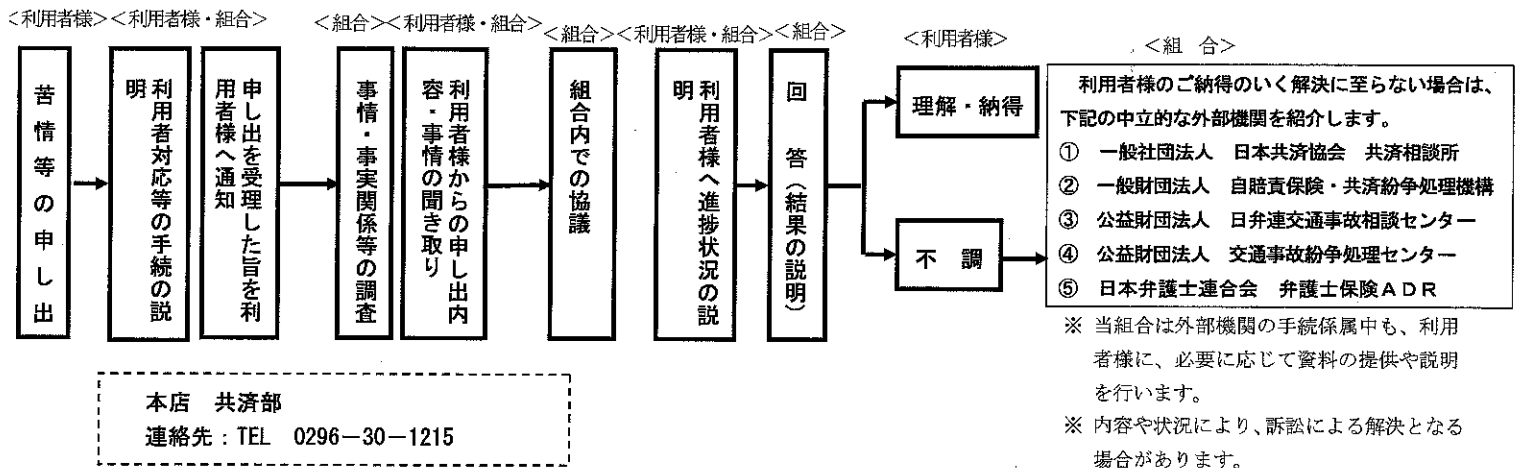 <利用者様>
<利用者様・組合>
<組合>
<利用者様・組合>
<組合>
<利用者様・組合>
<組合>
<利用者様>
<組 合>
苦情等の申し出
利用者対応等の手続の説
明
申し出を受理した旨を利
用者様へ通知
事情・事実関係等の調査
利用者様からの申し出内
容・事情の聞き取り
組合内での協議
利用者様へ進捗状況の説
明
回 答(結果の説明)
理解・納得
不 調
利用者様のご納得のいく解決に至らない場合は、
下記の中立的な外部機関を紹介します。
① 一般社団法人 日本共済協会 共済相談所
② 一般財団法人 自賠責保険・共済紛争処理機構
③ 公益財団法人 日弁連交通事故相談センター
④ 公益財団法人 交通事故紛争処理センター
⑤ 日本弁護士連合会 弁護士保険ADR
※ 当組合は外部機関の手続係属中も、利用
者様に、必要に応じて資料の提供や説明
を行います。
※ 内容や状況により、訴訟による解決となる
場合があります。
本店 共済部
連絡先:TEL 0296-30-1215